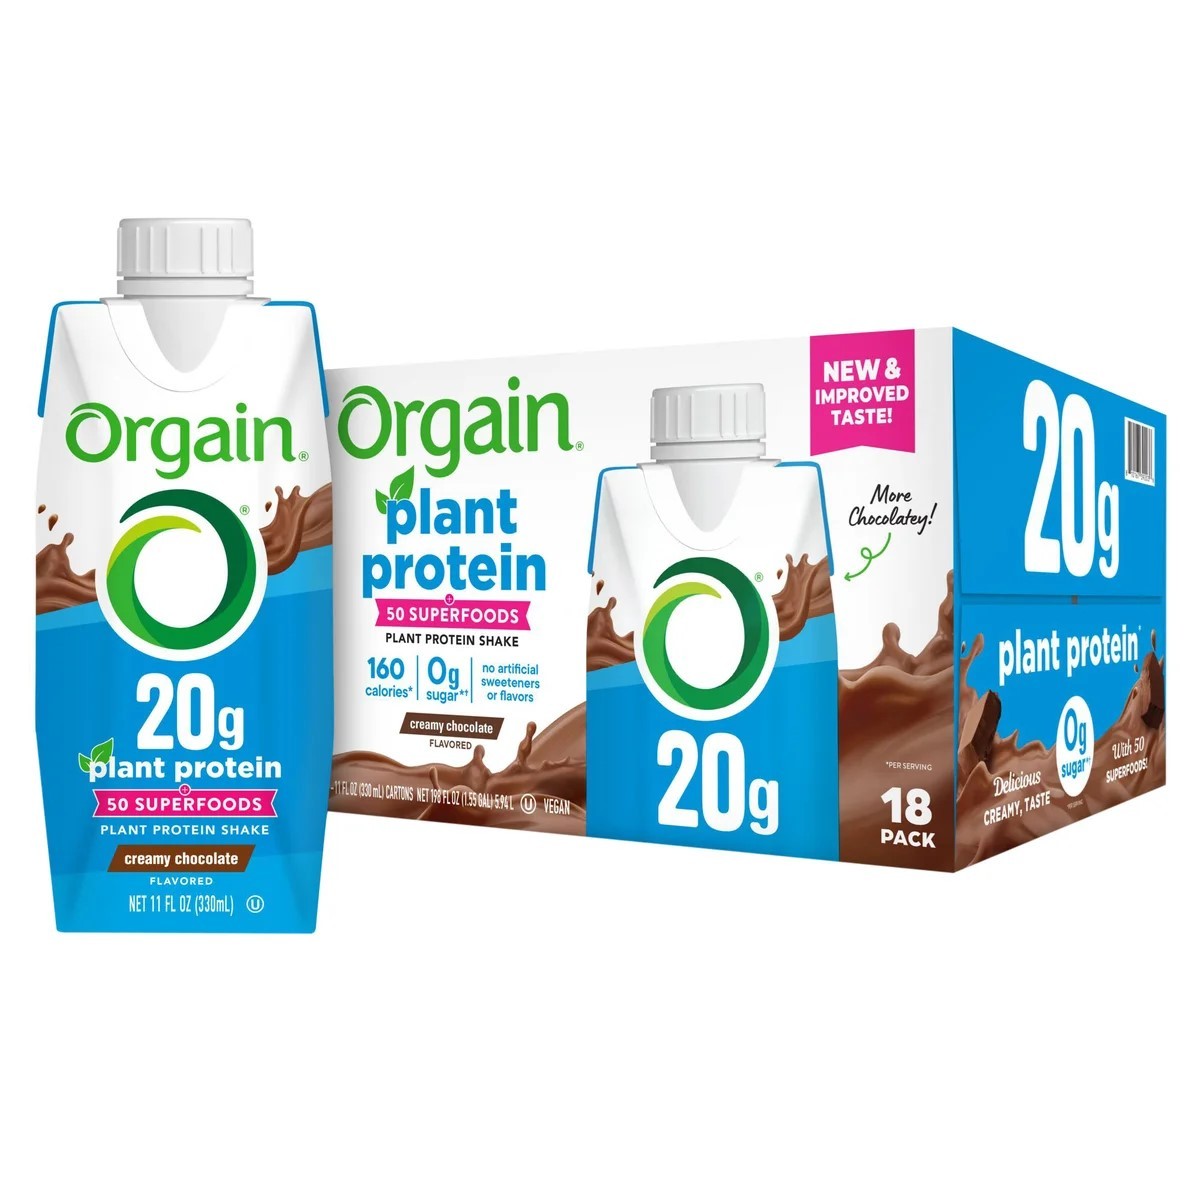 Orgain®
®
20g
plant protein
+
50 SUPERFOODS
PLANT PROTEIN SHAKE
creamy chocolate
FLAVORED
NET 11 FL OZ (330mL) U
Orgain®
plant
protein
+
50 SUPERFOODS
PLANT PROTEIN SHAKE
160
calories*
0g
sugar*†
no artificial
sweeteners
or flavors
creamy chocolate
FLAVORED
11 FL OZ (330 mL) CARTONS NET 198 FL OZ (1.55 GAL) 5.94 L U VEGAN
®
20g
NEW &
IMPROVED
TASTE!
More
Chocolatey!
*PER SERVING
18
PACK
20g
plant protein*
0g
sugar*†
*PER SERVING
Delicious
CREAMY, TASTE
With 50
SUPERFOODS!